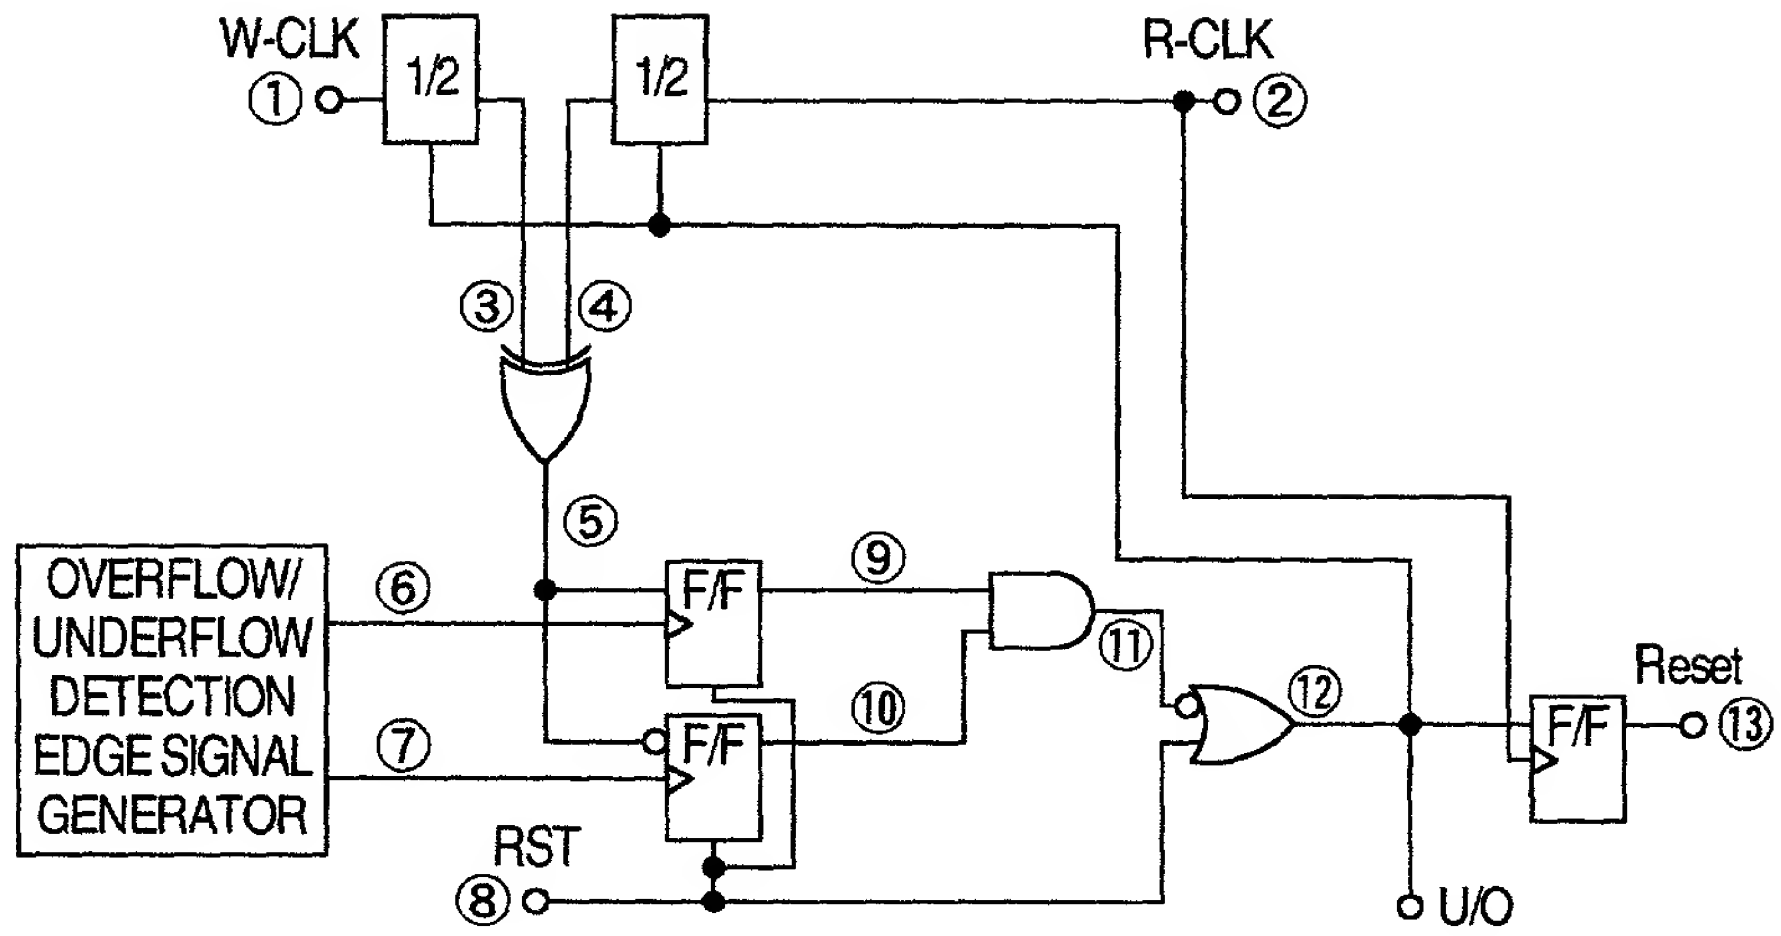 W-CLK
①
1/2
1/2
R-CLK
②
③
④
⑤
OVERFLOW/
UNDERFLOW
DETECTION
EDGE SIGNAL
GENERATOR
⑥
⑦
F/F
F/F
⑨
⑩
⑪
⑫
F/F
Reset
⑬
RST
⑧
U/O